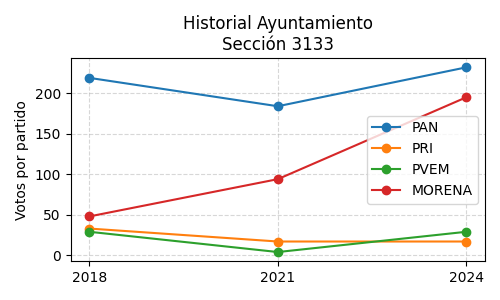 Historial Ayuntamiento
Sección 3133
Votos por partido
200
150
100
50
0
2018
2021
2024
PAN
PRI
PVEM
MORENA